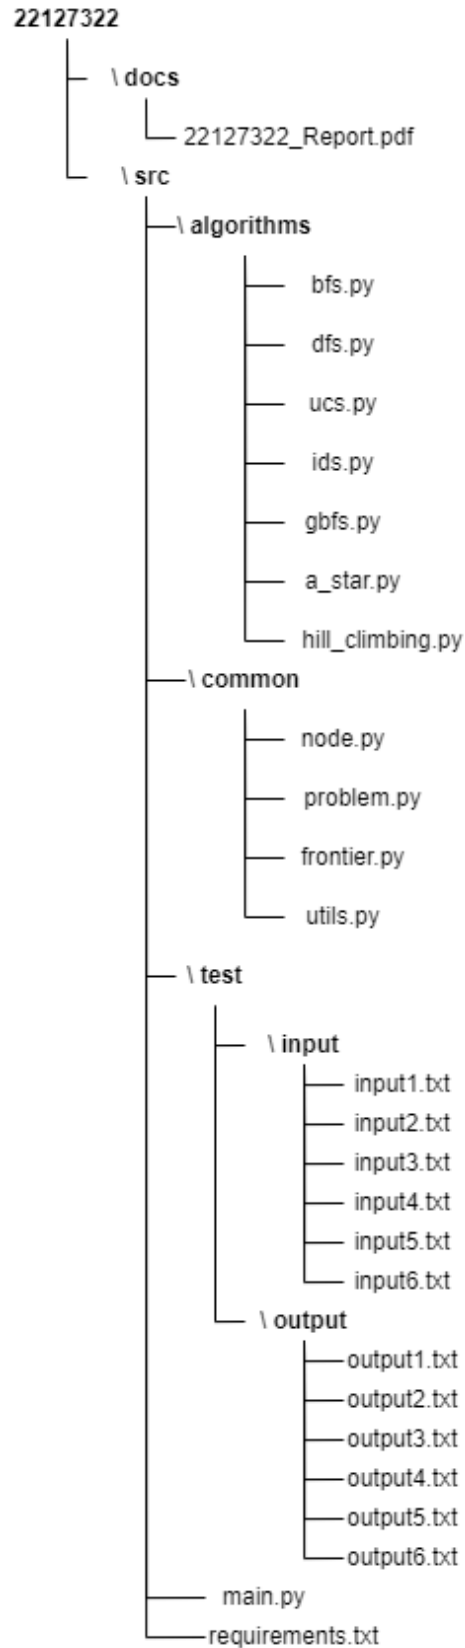 22127322
\ docs
22127322_Report.pdf
\ src
\ algorithms
bfs.py
dfs.py
ucs.py
ids.py
gbfs.py
a_star.py
hill_climbing.py
\ common
node.py
problem.py
frontier.py
utils.py
\ test
\ input
input1.txt
input2.txt
input3.txt
input4.txt
input5.txt
input6.txt
\ output
output1.txt
output2.txt
output3.txt
output4.txt
output5.txt
output6.txt
main.py
requirements.txt